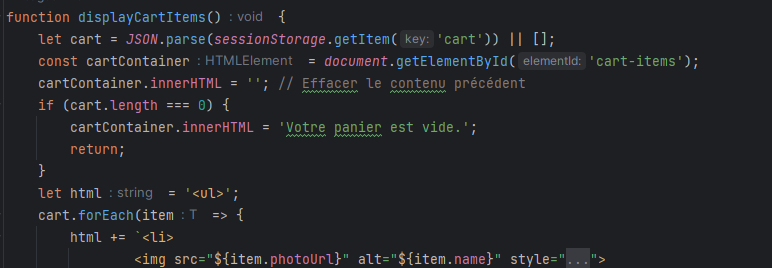 function displayCartItems() : void {
let cart = JSON.parse(sessionStorage.getItem( key: 'cart')) || [];
const cartContainer : HTMLElement = document.getElementById( elementId: 'cart-items');
cartContainer.innerHTML = ''; // Effacer le contenu précédent
if (cart.length === 0) {
cartContainer.innerHTML = 'Votre panier est vide.';
return;
}
let html : string = '<ul>';
cart.forEach(item : T => {
html += `<li>
<img src="${item.photoUrl}" alt="${item.name}" style="...">